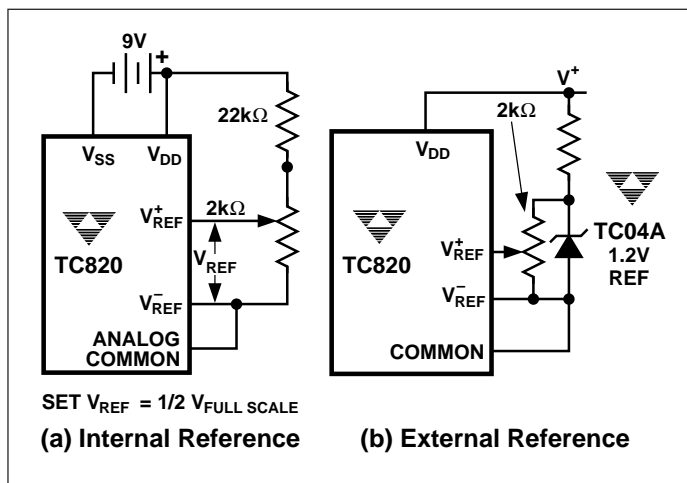 9V
+
22kΩ
V_SS
V_DD
V+_REF
2kΩ
TC820
V_REF
V−_REF
ANALOG
COMMON
SET V_REF = 1/2 V_FULL SCALE
(a) Internal Reference
V+
2kΩ
V_DD
TC04A
1.2V
REF
V+_REF
TC820
V−_REF
COMMON
(b) External Reference